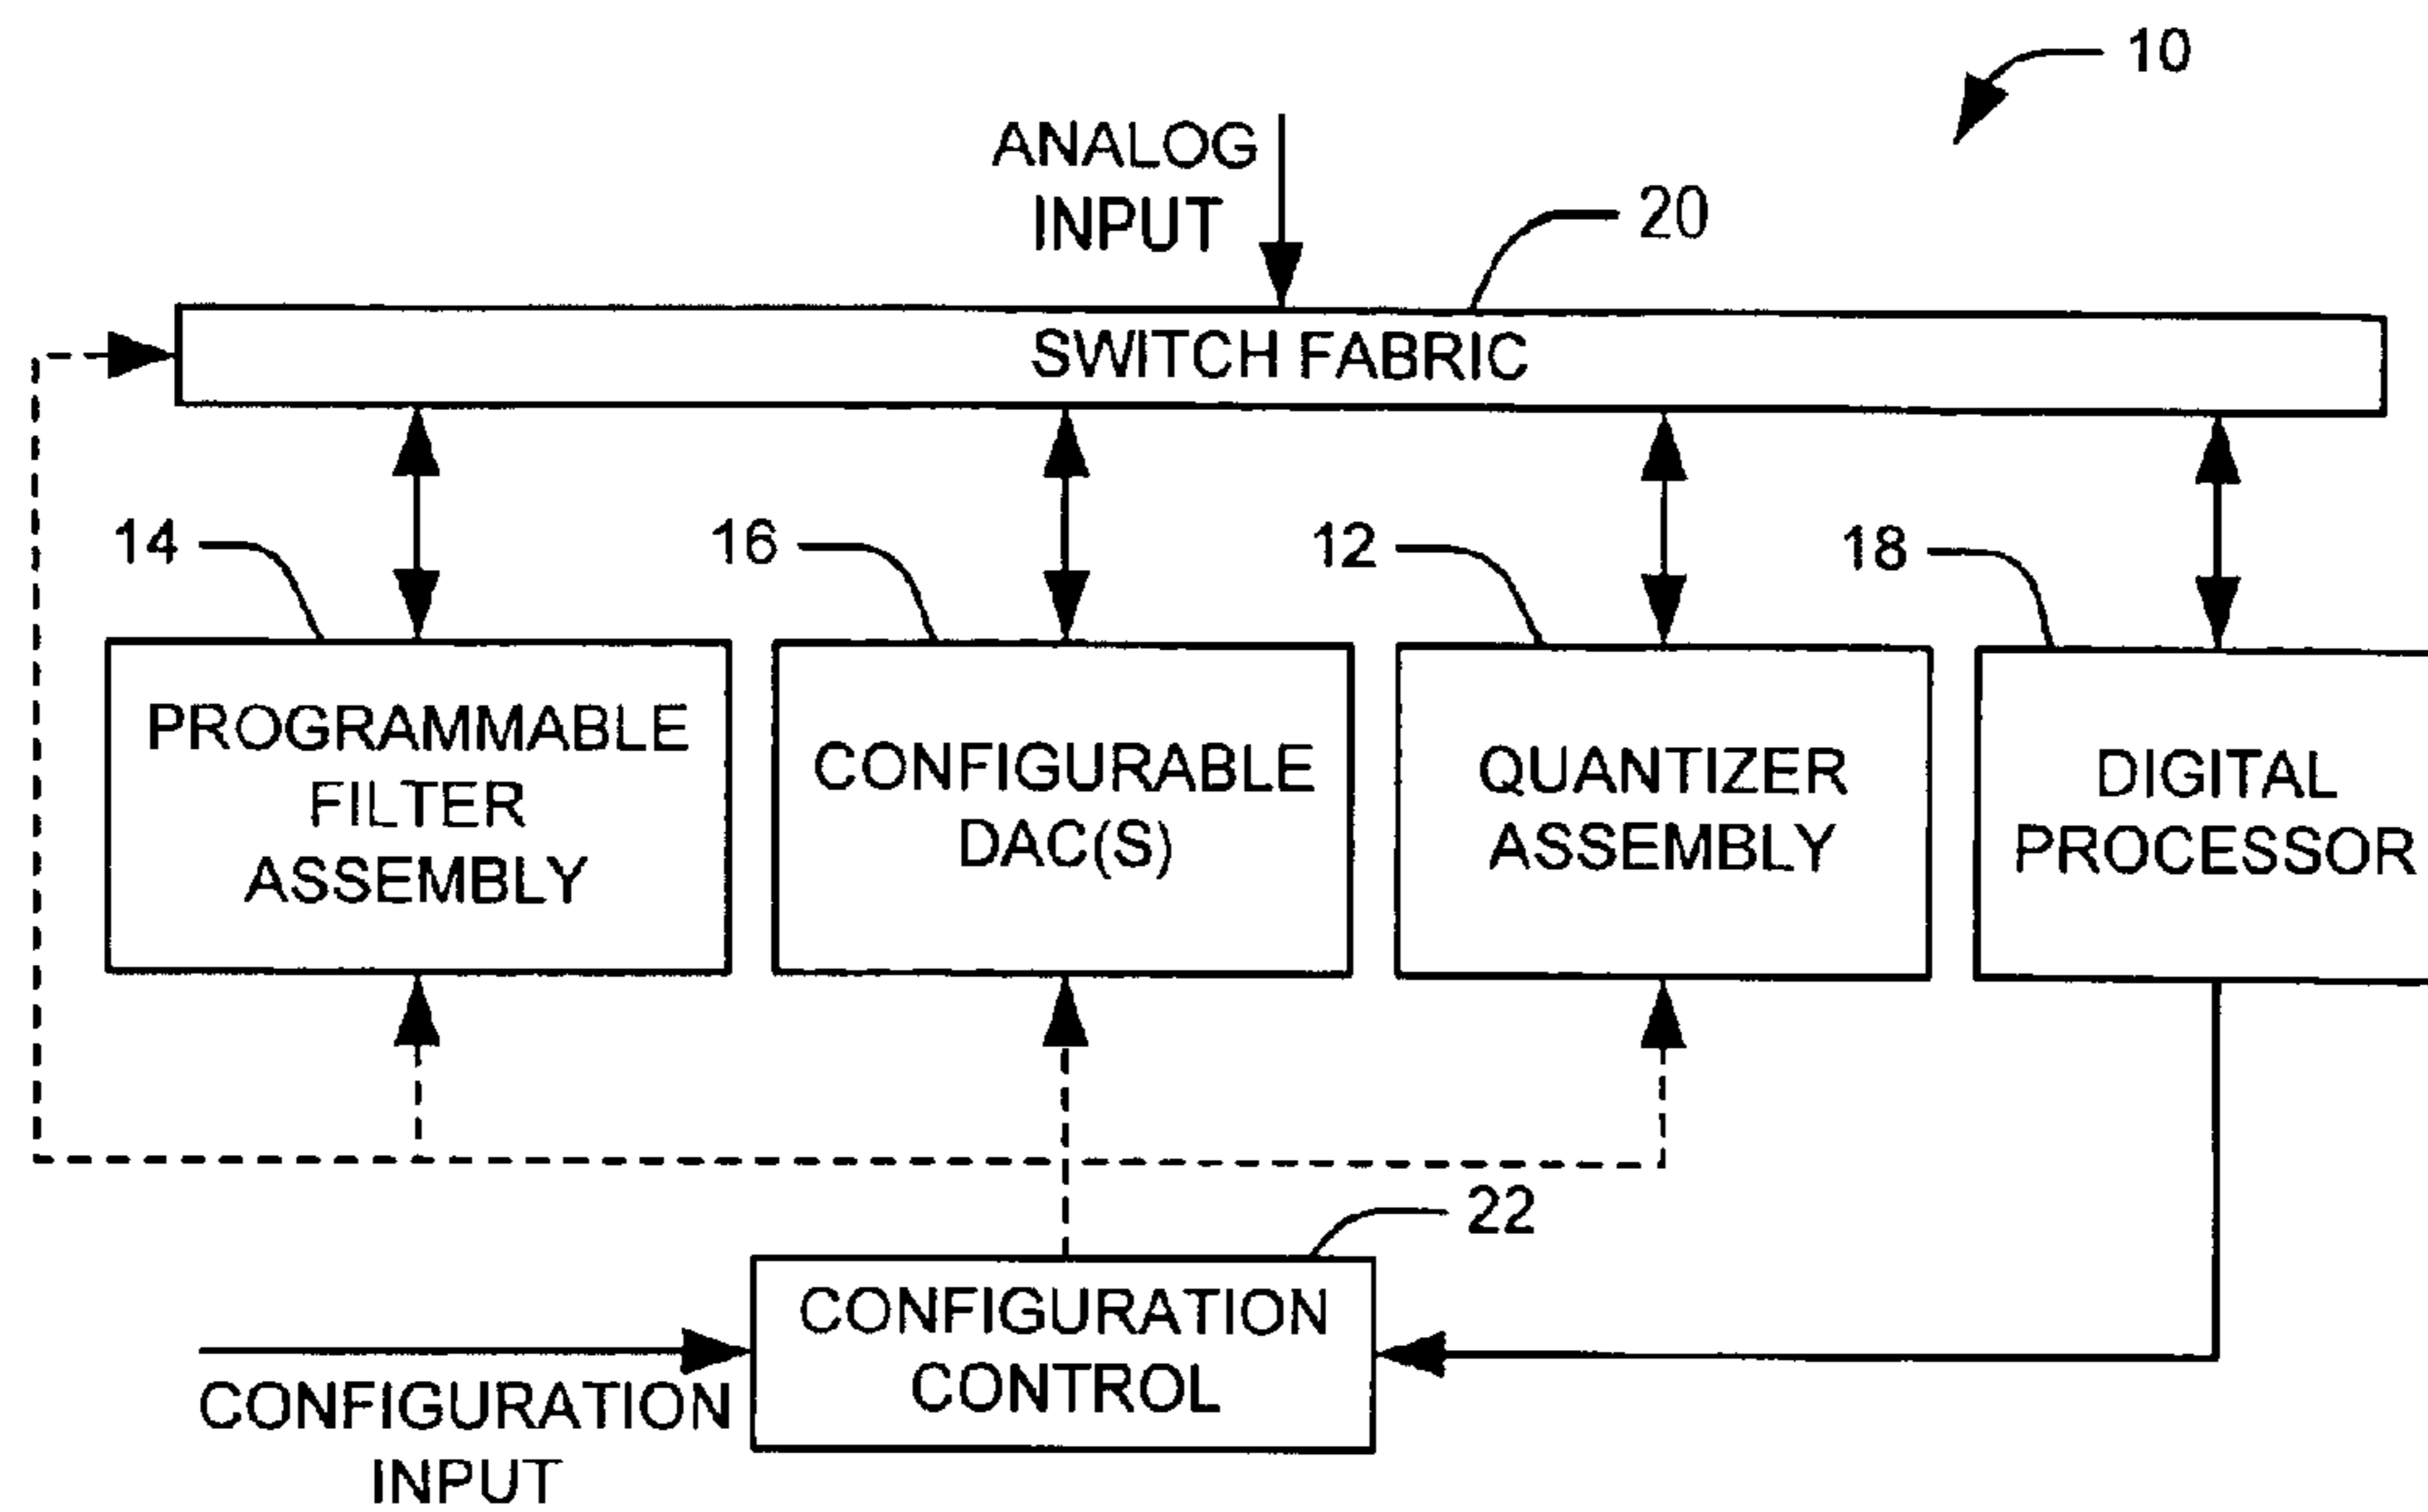 10
ANALOG
INPUT
20
SWITCH FABRIC
14
16
12
18
PROGRAMMABLE
FILTER
ASSEMBLY
CONFIGURABLE
DAC(S)
QUANTIZER
ASSEMBLY
DIGITAL
PROCESSOR
22
CONFIGURATION
CONTROL
CONFIGURATION
INPUT